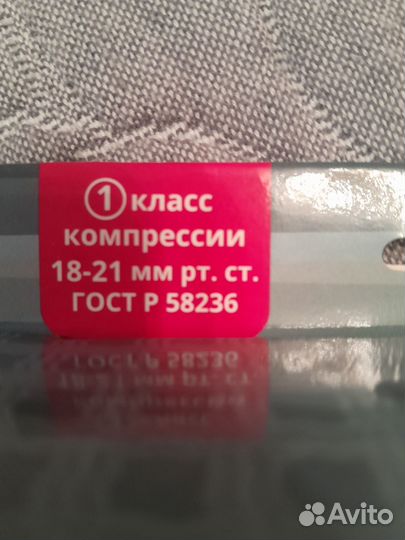 ① класс
компрессии
18-21 мм рт. ст.
ГОСТ Р 58236
Avito